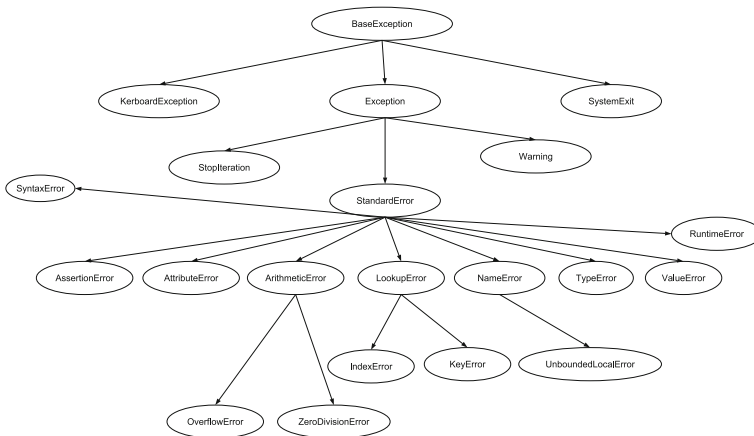 BaseException
KerboardException
Exception
SystemExit
StopIteration
Warning
SyntaxError
StandardError
RuntimeError
AssertionError
AttributeError
ArithmeticError
LookupError
NameError
TypeError
ValueError
IndexError
KeyError
UnboundedLocalError
OverflowError
ZeroDivisionError